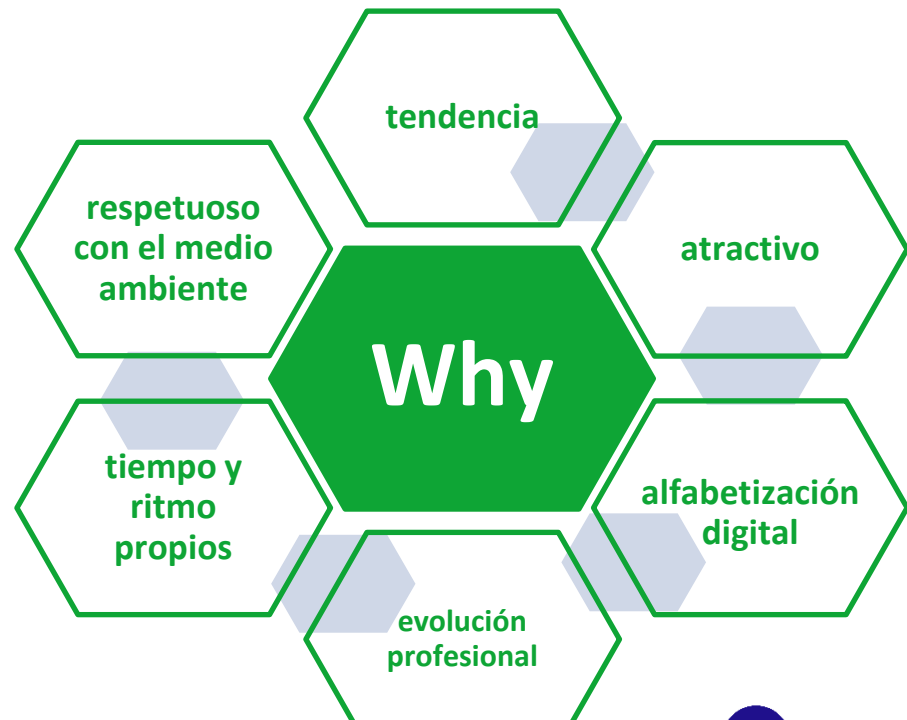 tendencia
atractivo
alfabetización
digital
evolución
profesional
tiempo y
ritmo
propios
respetuoso
con el medio
ambiente
Why